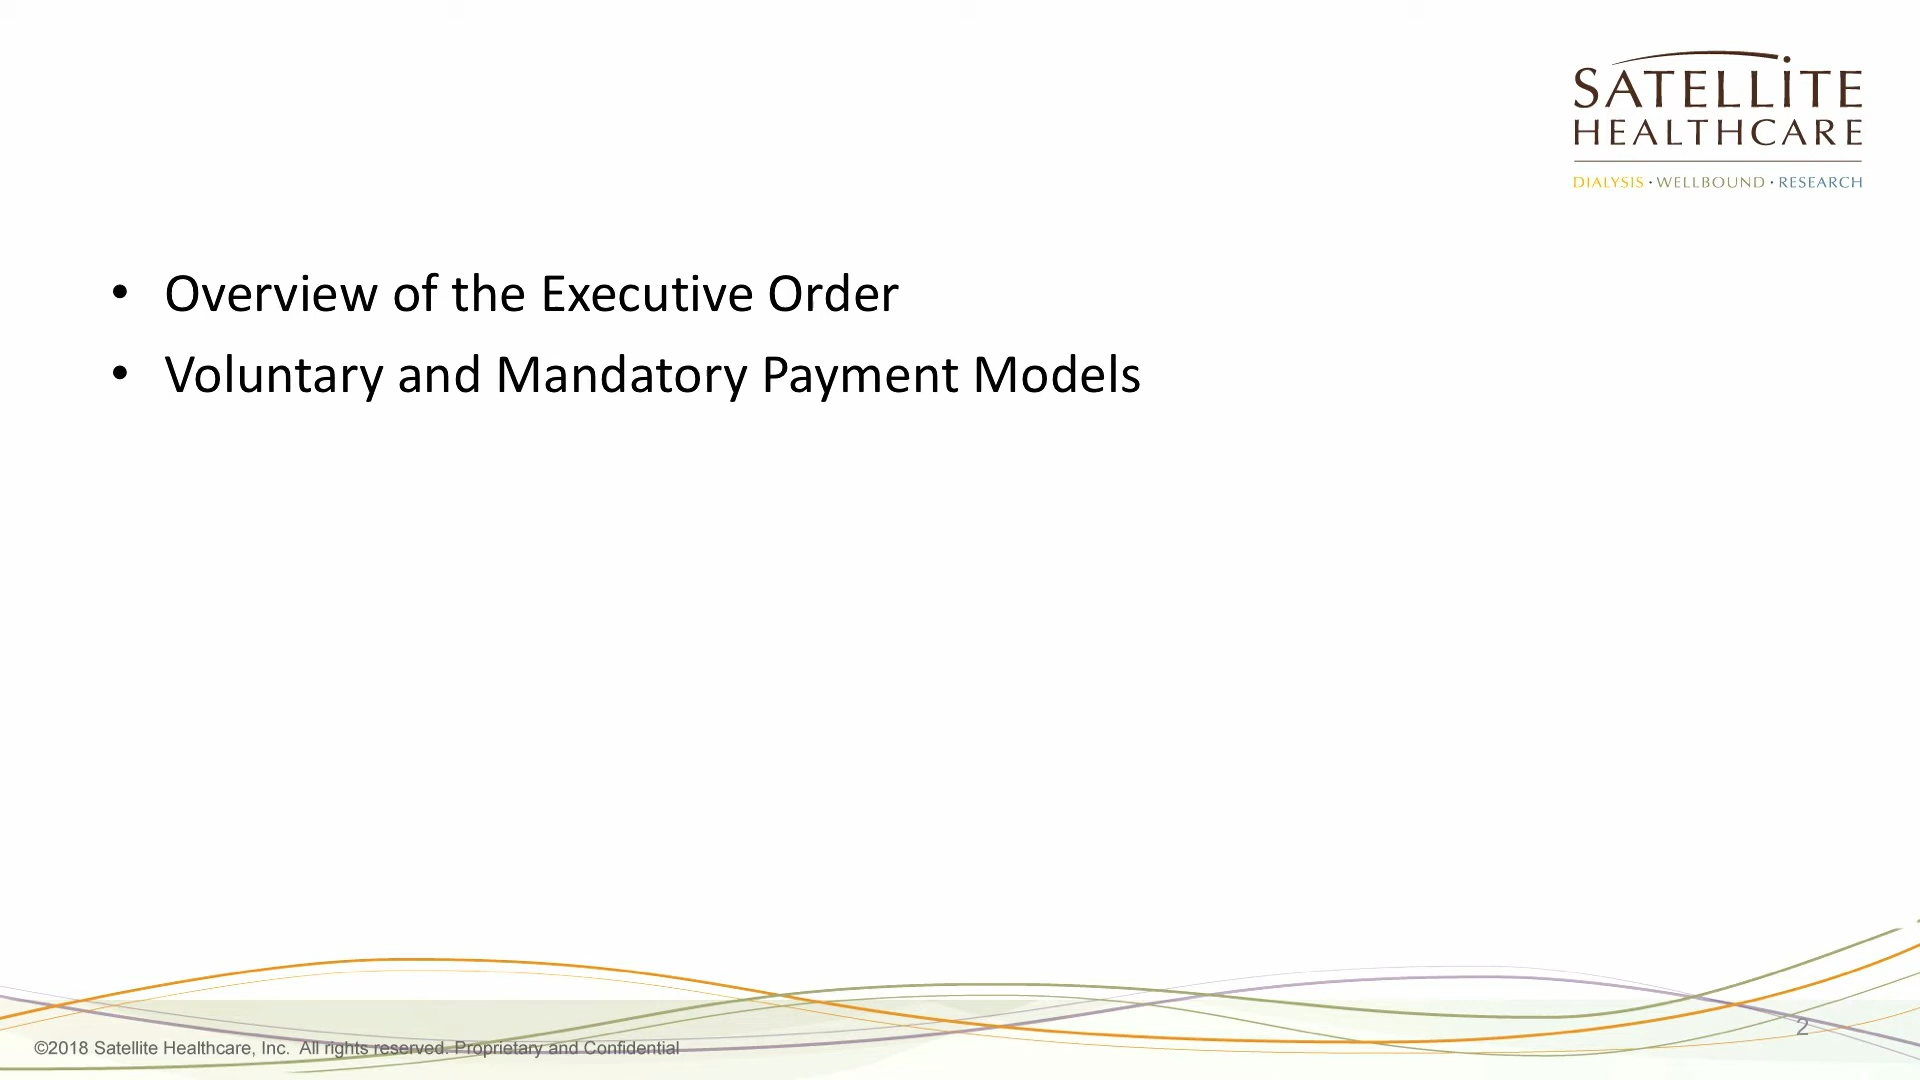 SATELLiTE
HEALTHCARE
DIALYSIS · WELLBOUND · RESEARCH
• Overview of the Executive Order
• Voluntary and Mandatory Payment Models
2
©2018 Satellite Healthcare, Inc.  All rights reserved. Proprietary and Confidential